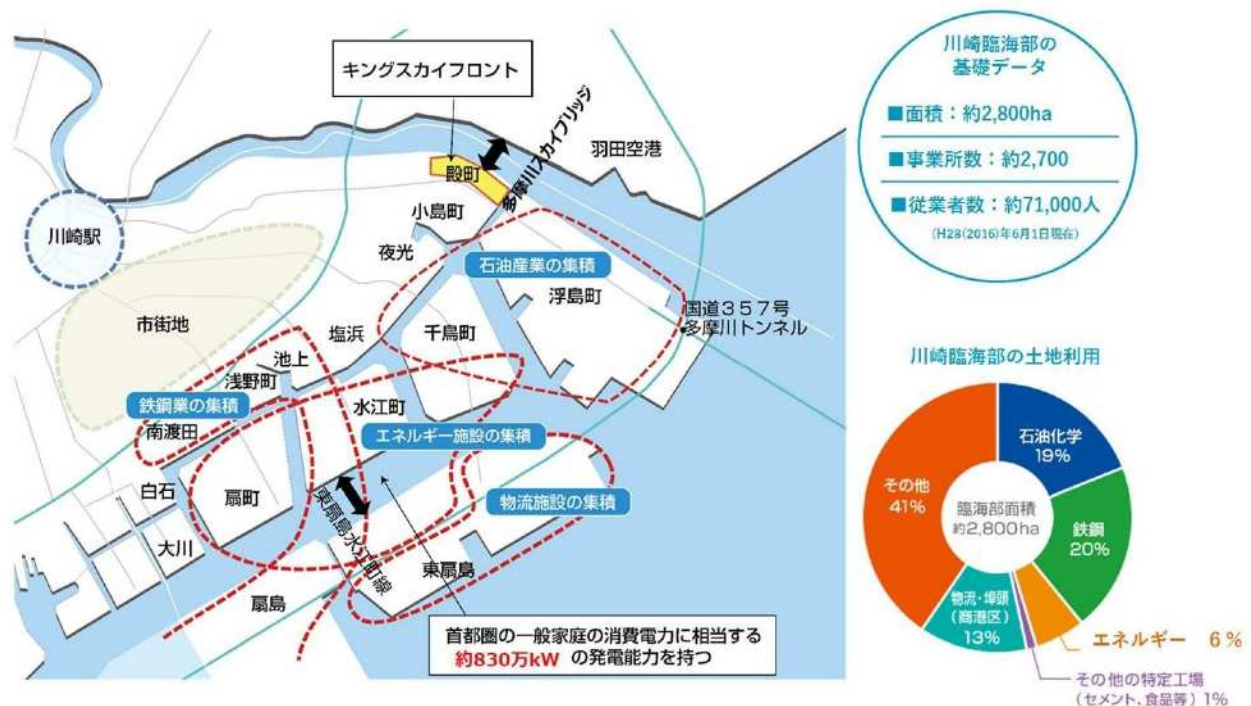 キングスカイフロント
多摩川スカイブリッジ
羽田空港
殿町
小島町
川崎駅
夜光
石油産業の集積
浮島町
国道357号
多摩川トンネル
市街地
塩浜
千鳥町
池上
浅野町
鉄鋼業の集積
水江町
南渡田
エネルギー施設の集積
白石
扇町
物流施設の集積
大川
東扇島水江町線
東扇島
扇島
首都圏の一般家庭の消費電力に相当する
約830万kW の発電能力を持つ
川崎臨海部の
基礎データ
■面積：約2,800ha
■事業所数：約2,700
■従業者数：約71,000人
(H28(2016)年6月1日現在)
川崎臨海部の土地利用
石油化学
19%
その他
41%
臨海部面積
約2,800ha
鉄鋼
20%
物流・埠頭
(商港区)
13%
エネルギー 6%
その他の特定工場
(セメント、食品等) 1%